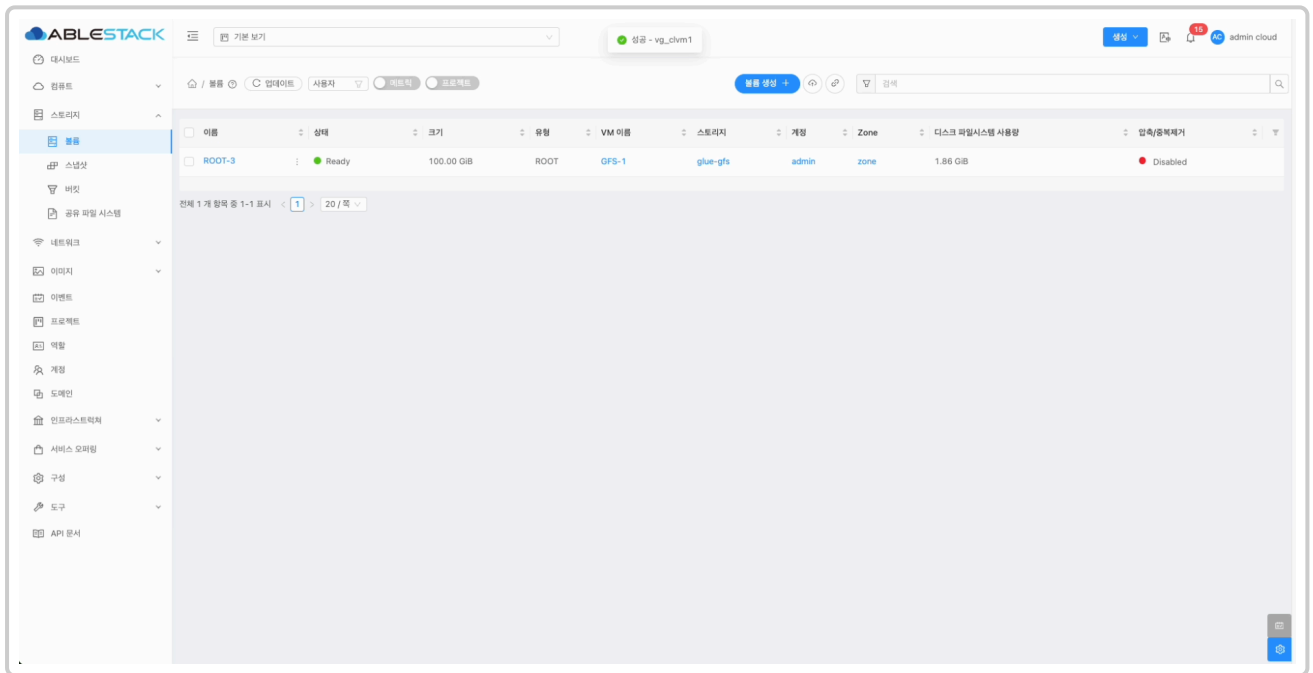 ABLESTACK
기본 보기
성공 - vg_clvm1
생성
15
AC admin cloud
대시보드
컴퓨트
스토리지
볼륨
스냅샷
버킷
공유 파일 시스템
네트워크
이미지
이벤트
프로젝트
역할
계정
도메인
인프라스트럭쳐
서비스 오퍼링
구성
도구
API 문서
/ 볼륨 업데이트 사용자 메트릭 프로젝트
볼륨 생성 +
검색
이름 상태 크기 유형 VM 이름 스토리지 계정 Zone 디스크 파일시스템 사용량 압축/중복제거
ROOT-3 Ready 100.00 GiB ROOT GFS-1 glue-gfs admin zone 1.86 GiB Disabled
전체 1 개 항목 중 1-1 표시 < 1 > 20 / 쪽